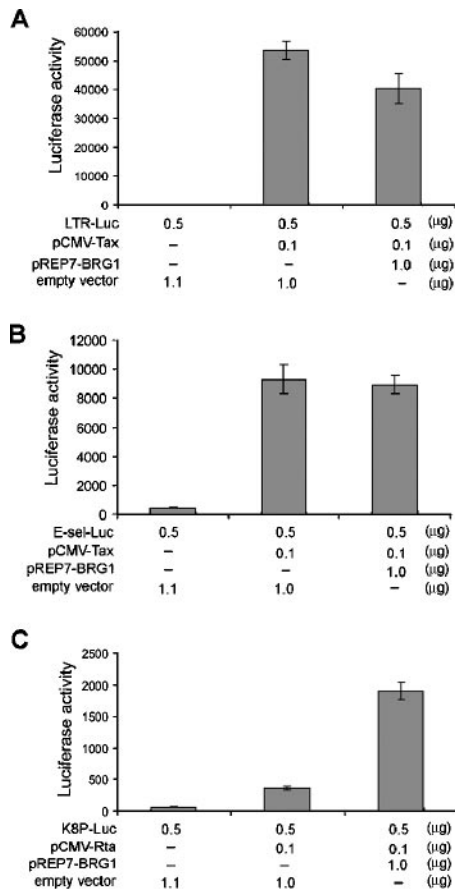 A
Luciferase activity
60000
50000
40000
30000
20000
10000
0
LTR-Luc 0.5 0.5 0.5 (μg)
pCMV-Tax – 0.1 0.1 (μg)
pREP7-BRG1 – – 1.0 (μg)
empty vector 1.1 1.0 – (μg)
B
Luciferase activity
12000
10000
8000
6000
4000
2000
0
E-sel-Luc 0.5 0.5 0.5 (μg)
pCMV-Tax – 0.1 0.1 (μg)
pREP7-BRG1 – – 1.0 (μg)
empty vector 1.1 1.0 – (μg)
C
Luciferase activity
2500
2000
1500
1000
500
0
K8P-Luc 0.5 0.5 0.5 (μg)
pCMV-Rta – 0.1 0.1 (μg)
pREP7-BRG1 – – 1.0 (μg)
empty vector 1.1 1.0 – (μg)